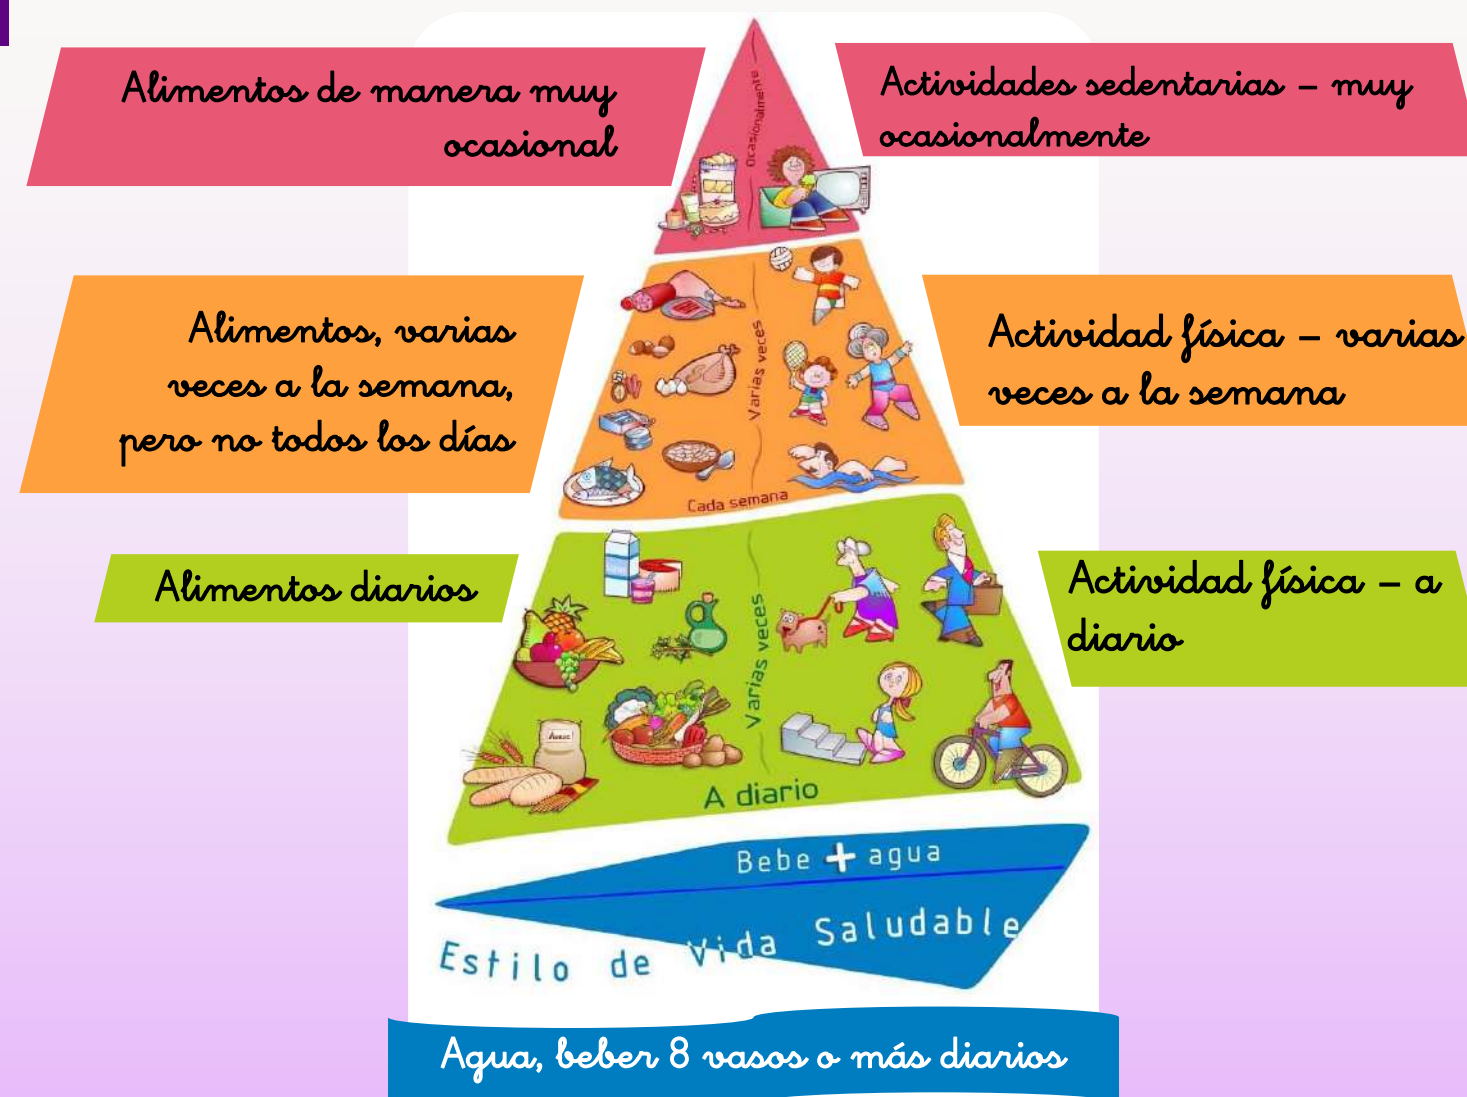 Alimentos de manera muy
ocasional
Actividades sedentarias – muy
ocasionalmente
Ocasionalmente
Alimentos, varias
veces a la semana,
pero no todos los días
Varias veces
Actividad física – varias
veces a la semana
Cada semana
Alimentos diarios
Varias veces
Actividad física – a
diario
A diario
Bebe + agua
Estilo de Vida Saludable
Agua, beber 8 vasos o más diarios